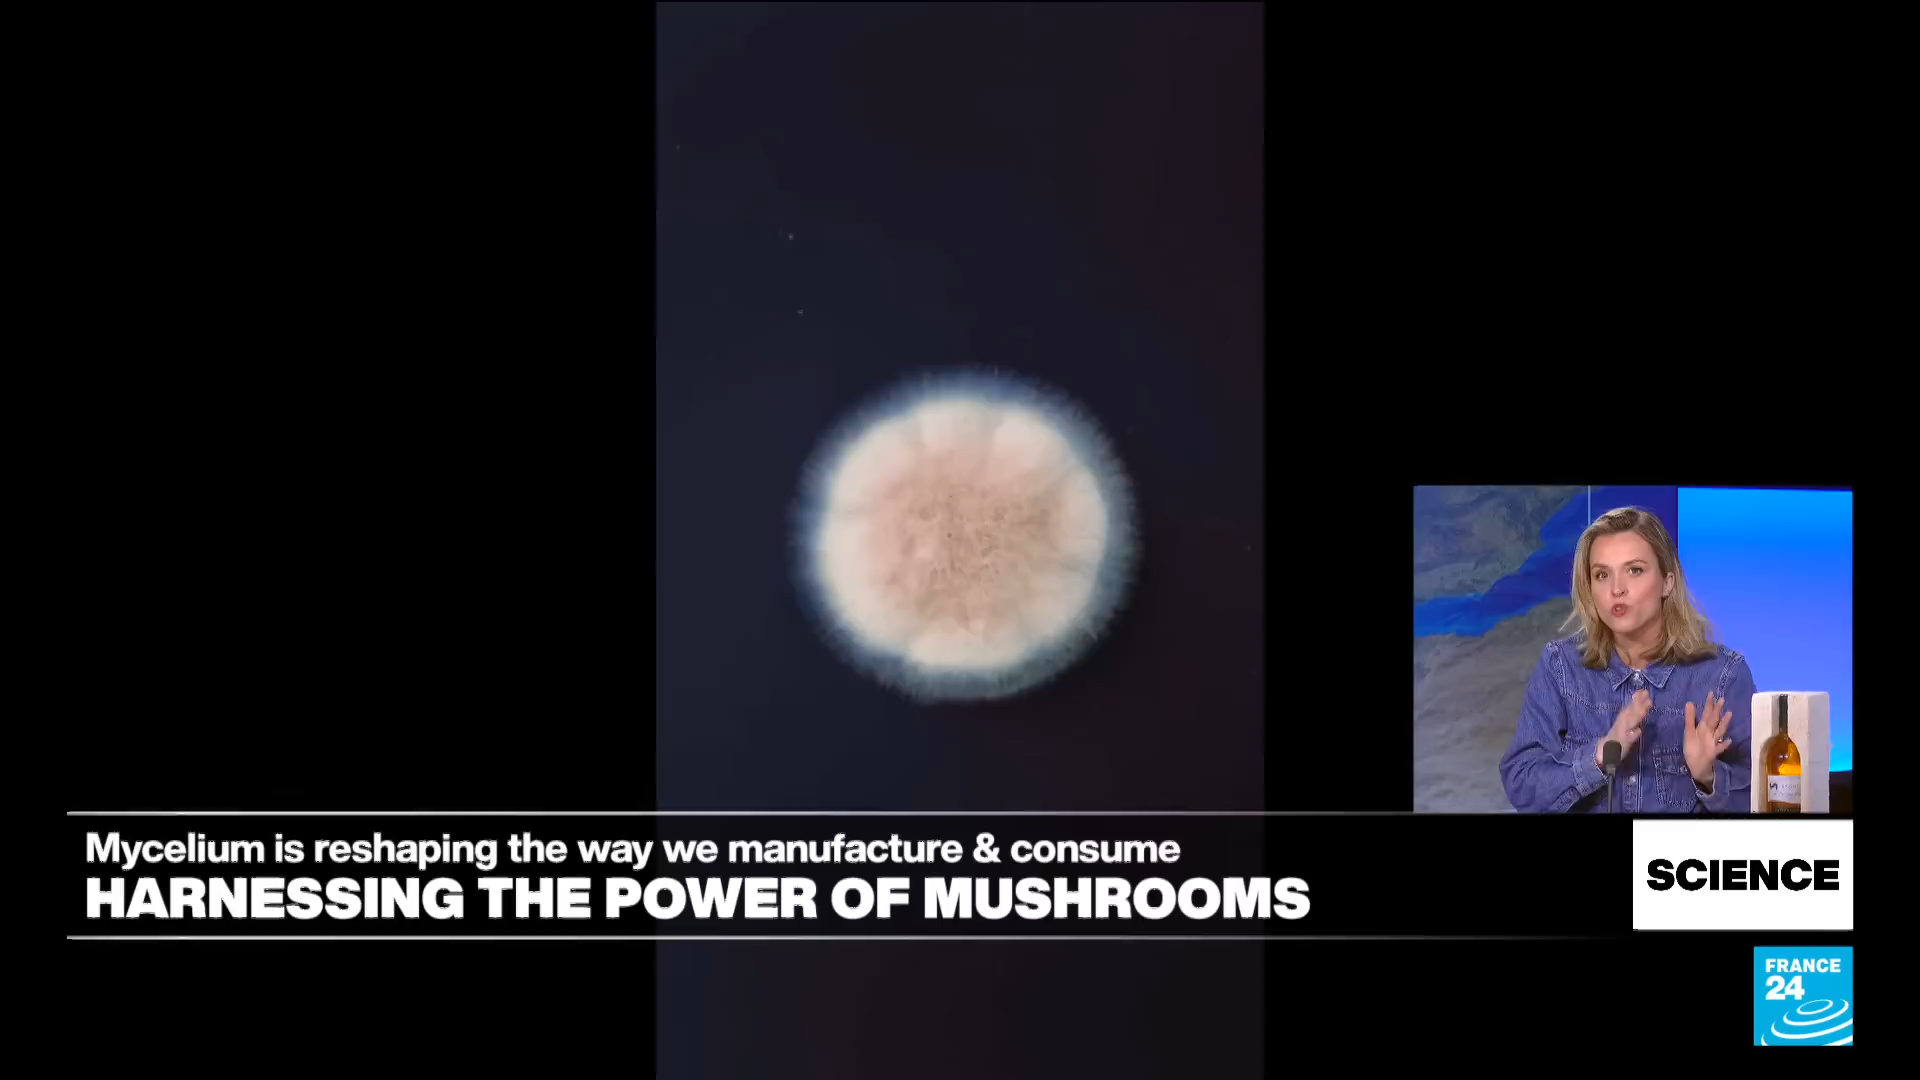 Mycelium is reshaping the way we manufacture & consume
HARNESSING THE POWER OF MUSHROOMS
SCIENCE
FRANCE
24